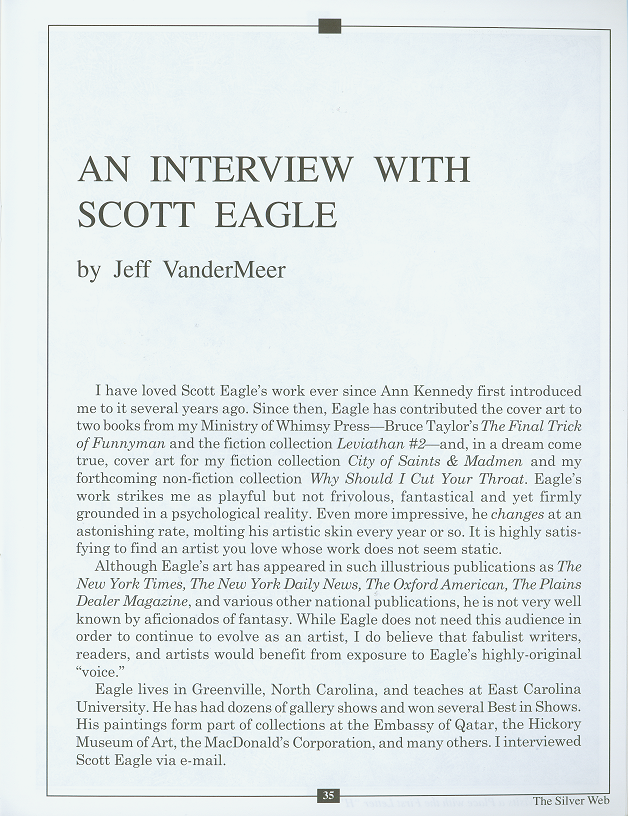 AN INTERVIEW WITH
SCOTT EAGLE
by Jeff VanderMeer
I have loved Scott Eagle's work ever since Ann Kennedy first introduced
me to it several years ago. Since then, Eagle has contributed the cover art to
two books from my Ministry of Whimsy Press—Bruce Taylor's The Final Trick
of Funnyman and the fiction collection Leviathan #2—and, in a dream come
true, cover art for my fiction collection City of Saints & Madmen and my
forthcoming non-fiction collection Why Should I Cut Your Throat. Eagle's
work strikes me as playful but not frivolous, fantastical and yet firmly
grounded in a psychological reality. Even more impressive, he changes at an
astonishing rate, molting his artistic skin every year or so. It is highly satis-
fying to find an artist you love whose work does not seem static.
Although Eagle's art has appeared in such illustrious publications as The
New York Times, The New York Daily News, The Oxford American, The Plains
Dealer Magazine, and various other national publications, he is not very well
known by aficionados of fantasy. While Eagle does not need this audience in
order to continue to evolve as an artist, I do believe that fabulist writers,
readers, and artists would benefit from exposure to Eagle's highly-original
"voice."
Eagle lives in Greenville, North Carolina, and teaches at East Carolina
University. He has had dozens of gallery shows and won several Best in Shows.
His paintings form part of collections at the Embassy of Qatar, the Hickory
Museum of Art, the MacDonald's Corporation, and many others. I interviewed
Scott Eagle via e-mail.
35
The Silver Web